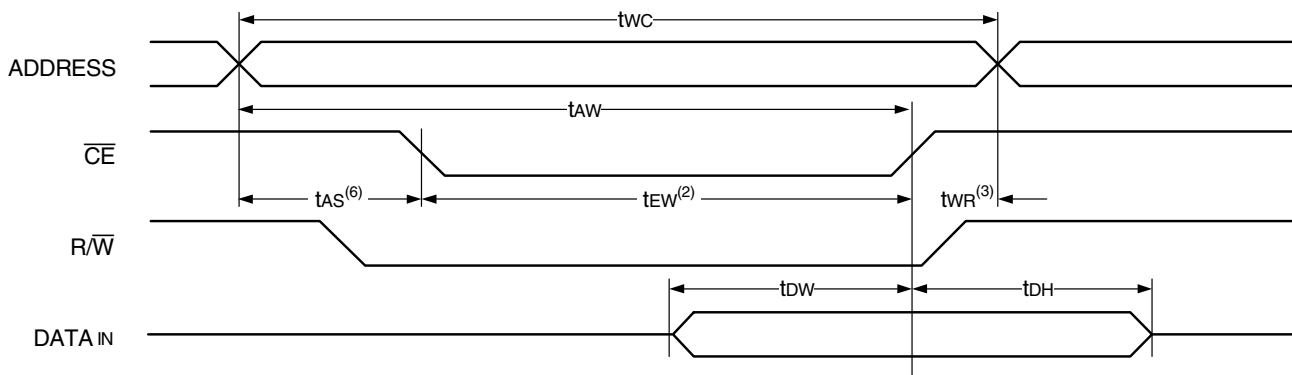 tWC
ADDRESS
tAW
CE
tAS(6) tEW(2) tWR(3)
R/W
tDW tDH
DATA IN